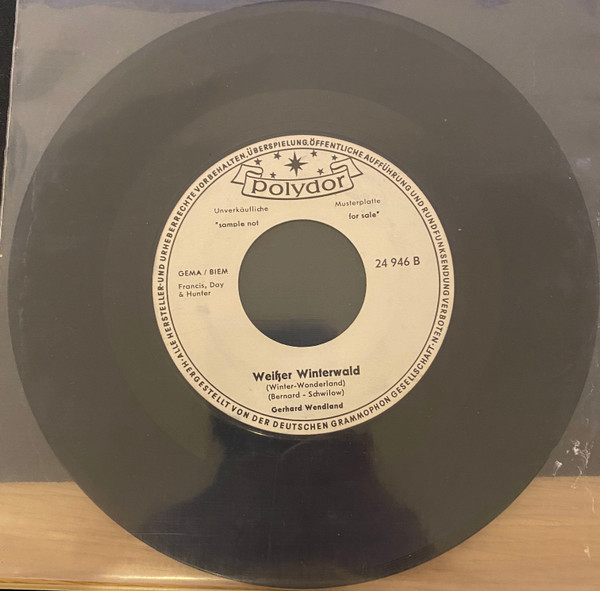 ·ALLE HERSTELLER-UND URHEBERRECHTE VORBEHALTEN, ÜBERSPIELUNG, ÖFFENTLICHE AUFFÜHRUNG UND RUNDFUNKSENDUNG VERBOTEN·
polydor
Unverkäufliche Musterplatte
"sample not for sale"
GEMA / BIEM 24 946 B
Francis, Day
& Hunter
Weißer Winterwald
(Winter-Wonderland)
(Bernard - Schwilow)
Gerhard Wendland
HERGESTELLT VON DER DEUTSCHEN GRAMMOPHON GESELLSCHAFT·